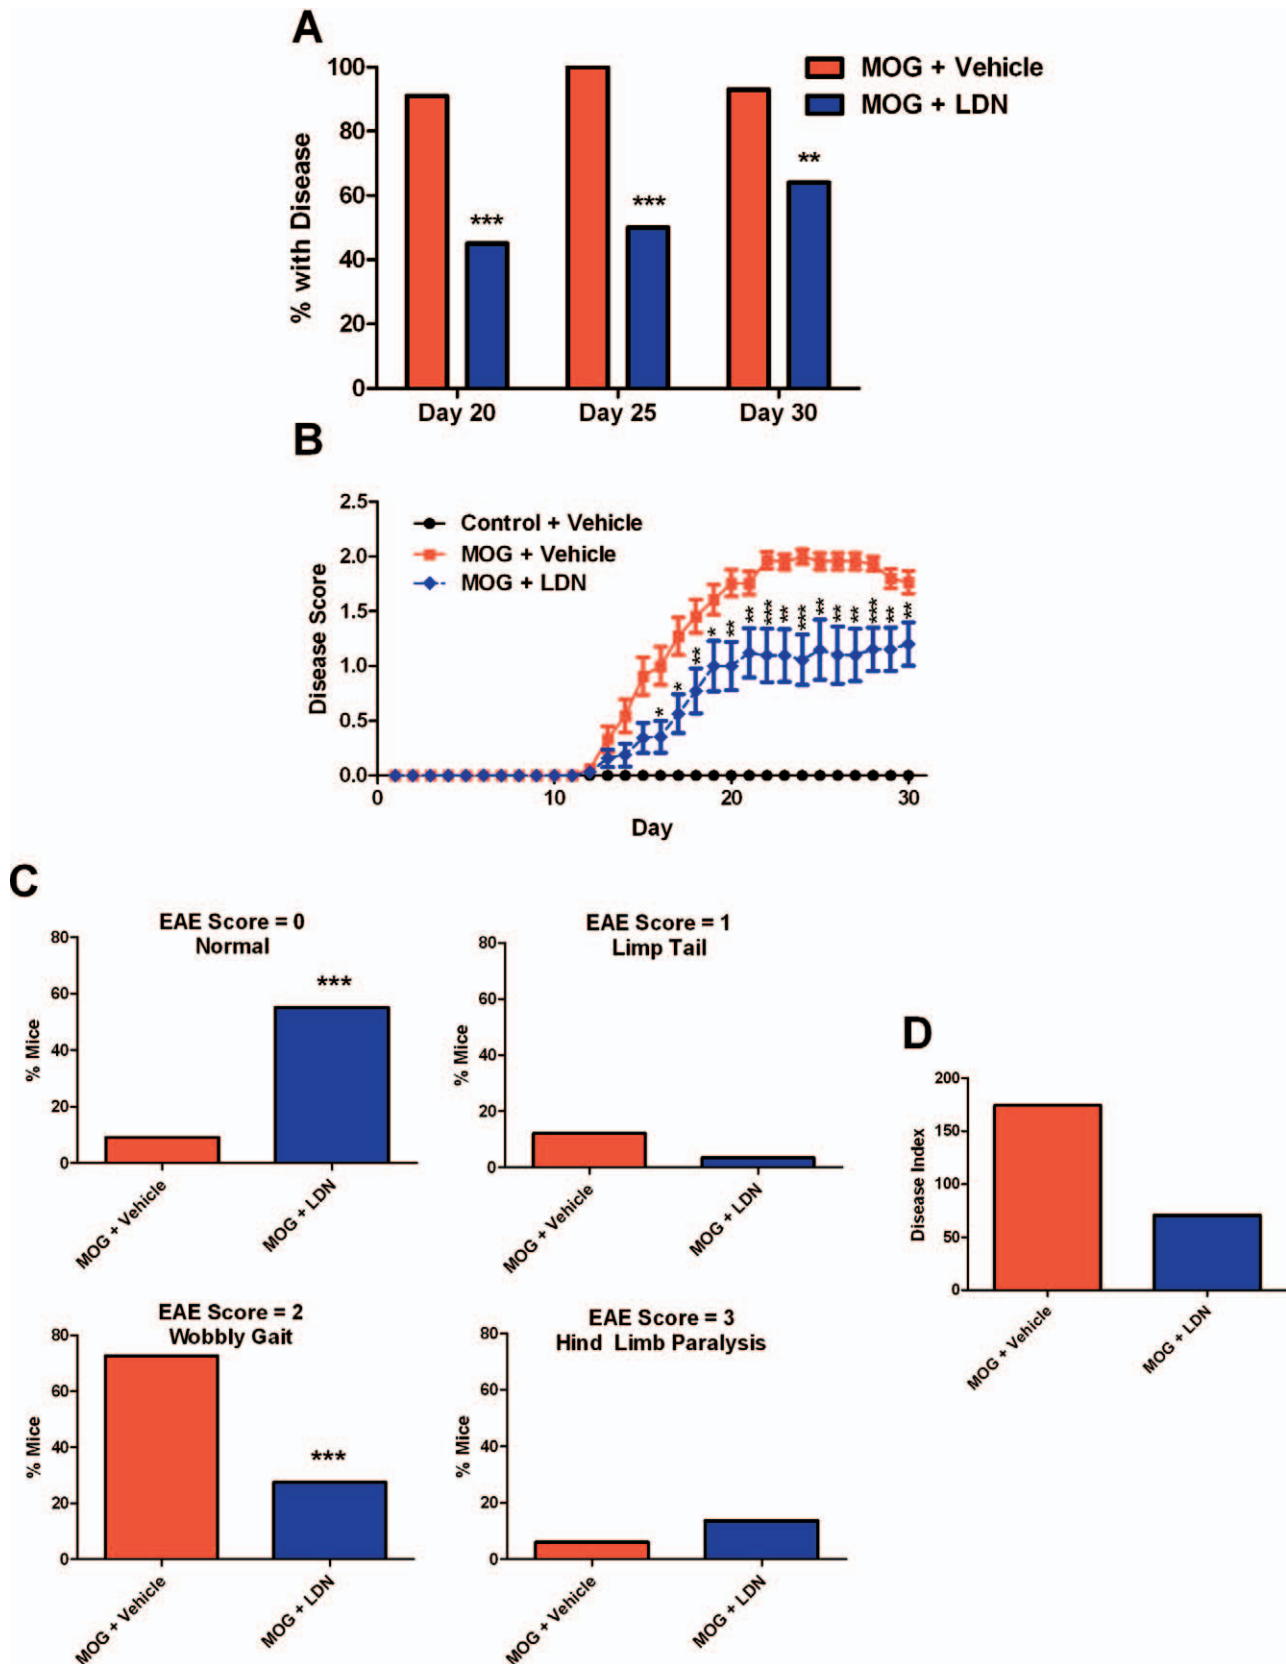 A
100
80
60
40
20
0
% with Disease
***
***
**
Day 20
Day 25
Day 30
MOG + Vehicle
MOG + LDN
B
2.5
2.0
1.5
1.0
0.5
0.0
Disease Score
Control + Vehicle
MOG + Vehicle
MOG + LDN
*
*
**
*
**
**
***
**
***
**
**
**
***
**
**
0
10
20
30
Day
C
EAE Score = 0
Normal
80
60
40
20
0
% Mice
***
MOG + Vehicle
MOG + LDN
EAE Score = 1
Limp Tail
80
60
40
20
0
% Mice
MOG + Vehicle
MOG + LDN
EAE Score = 2
Wobbly Gait
80
60
40
20
0
% Mice
***
MOG + Vehicle
MOG + LDN
EAE Score = 3
Hind Limb Paralysis
80
60
40
20
0
% Mice
MOG + Vehicle
MOG + LDN
D
200
150
100
50
0
Disease Index
MOG + Vehicle
MOG + LDN